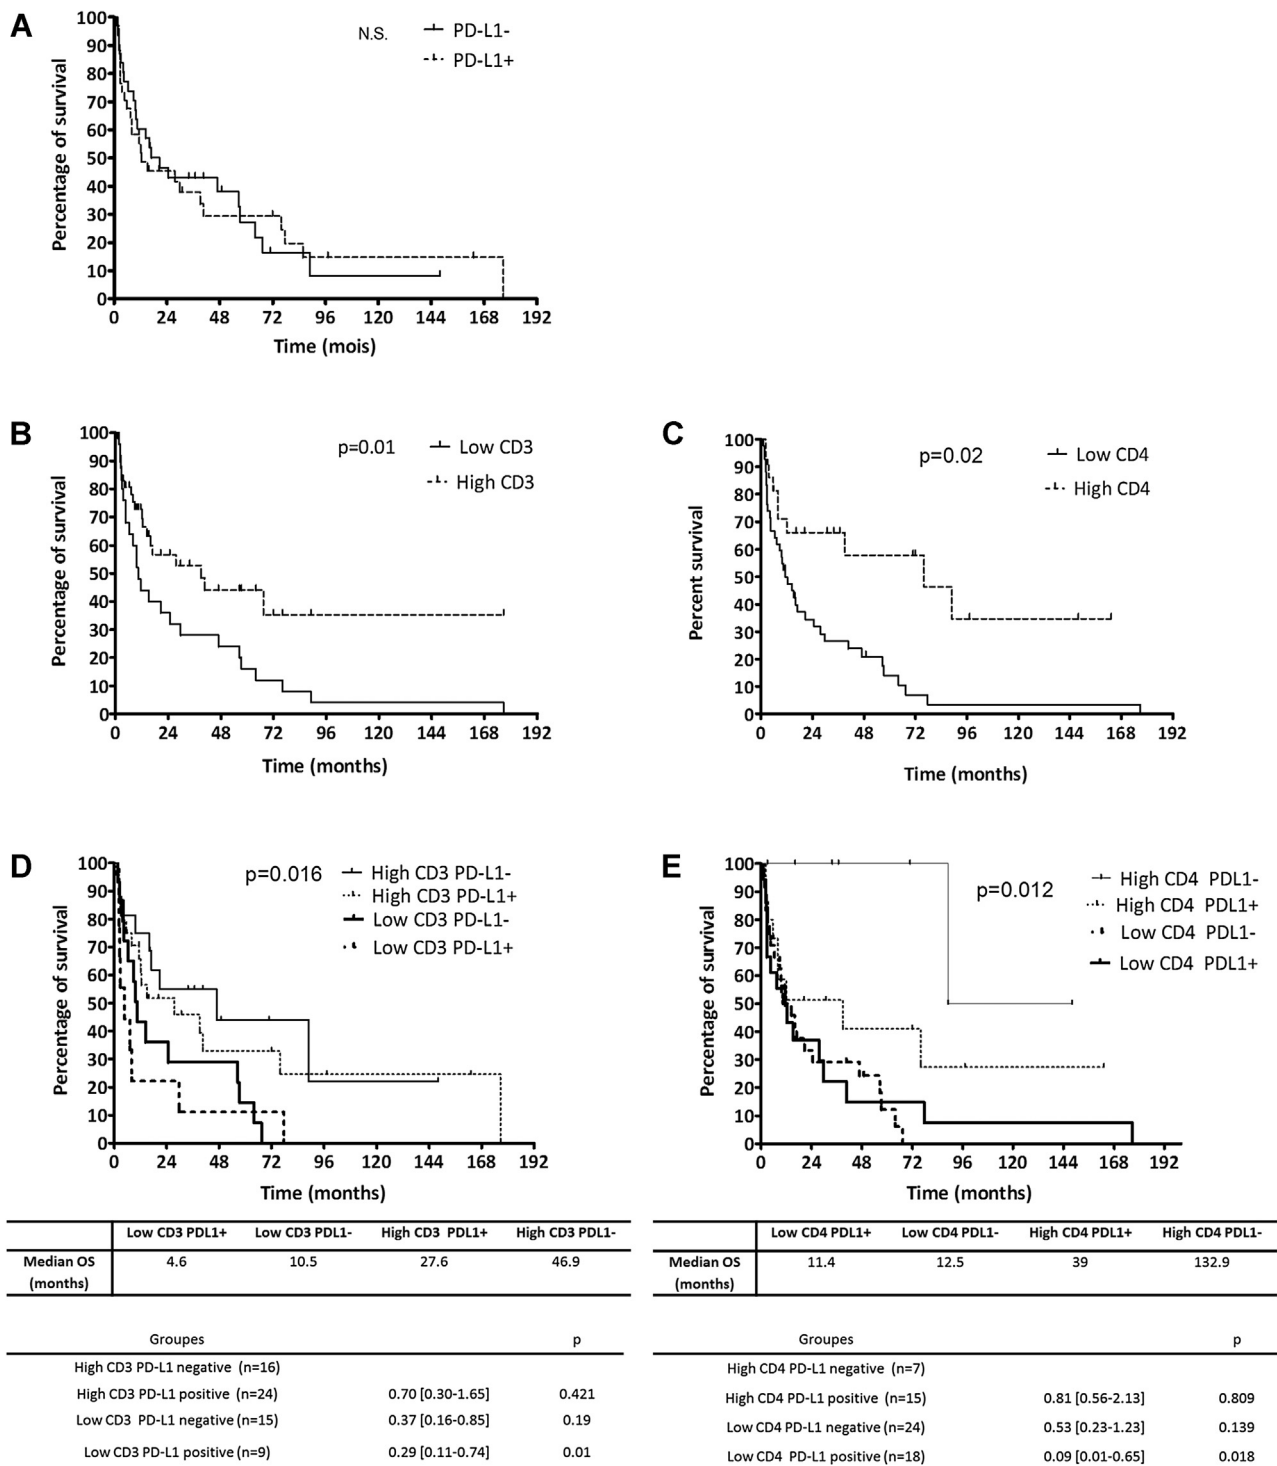 A
N.S.
PD-L1-
PD-L1+
Percentage of survival
100
90
80
70
60
50
40
30
20
10
0
0 24 48 72 96 120 144 168 192
Time (mois)
B
p=0.01
Low CD3
High CD3
Percentage of survival
100
90
80
70
60
50
40
30
20
10
0
0 24 48 72 96 120 144 168 192
Time (months)
C
p=0.02
Low CD4
High CD4
Percent survival
100
90
80
70
60
50
40
30
20
10
0
0 24 48 72 96 120 144 168 192
Time (months)
D
p=0.016
High CD3 PD-L1-
High CD3 PD-L1+
Low CD3 PD-L1-
Low CD3 PD-L1+
Percentage of survival
100
90
80
70
60
50
40
30
20
10
0
0 24 48 72 96 120 144 168 192
Time (months)
E
p=0.012
High CD4 PDL1-
High CD4 PDL1+
Low CD4 PDL1-
Low CD4 PDL1+
Percentage of survival
100
90
80
70
60
50
40
30
20
10
0
0 24 48 72 96 120 144 168 192
Time (months)
Low CD3 PDL1+ Low CD3 PDL1- High CD3 PDL1+ High CD3 PDL1-
Median OS (months) 4.6 10.5 27.6 46.9
Low CD4 PDL1+ Low CD4 PDL1- High CD4 PDL1+ High CD4 PDL1-
Median OS (months) 11.4 12.5 39 132.9
Groupes p
High CD3 PD-L1 negative (n=16)
High CD3 PD-L1 positive (n=24) 0.70 [0.30-1.65] 0.421
Low CD3 PD-L1 negative (n=15) 0.37 [0.16-0.85] 0.19
Low CD3 PD-L1 positive (n=9) 0.29 [0.11-0.74] 0.01
Groupes p
High CD4 PD-L1 negative (n=7)
High CD4 PD-L1 positive (n=15) 0.81 [0.56-2.13] 0.809
Low CD4 PD-L1 negative (n=24) 0.53 [0.23-1.23] 0.139
Low CD4 PD-L1 positive (n=18) 0.09 [0.01-0.65] 0.018